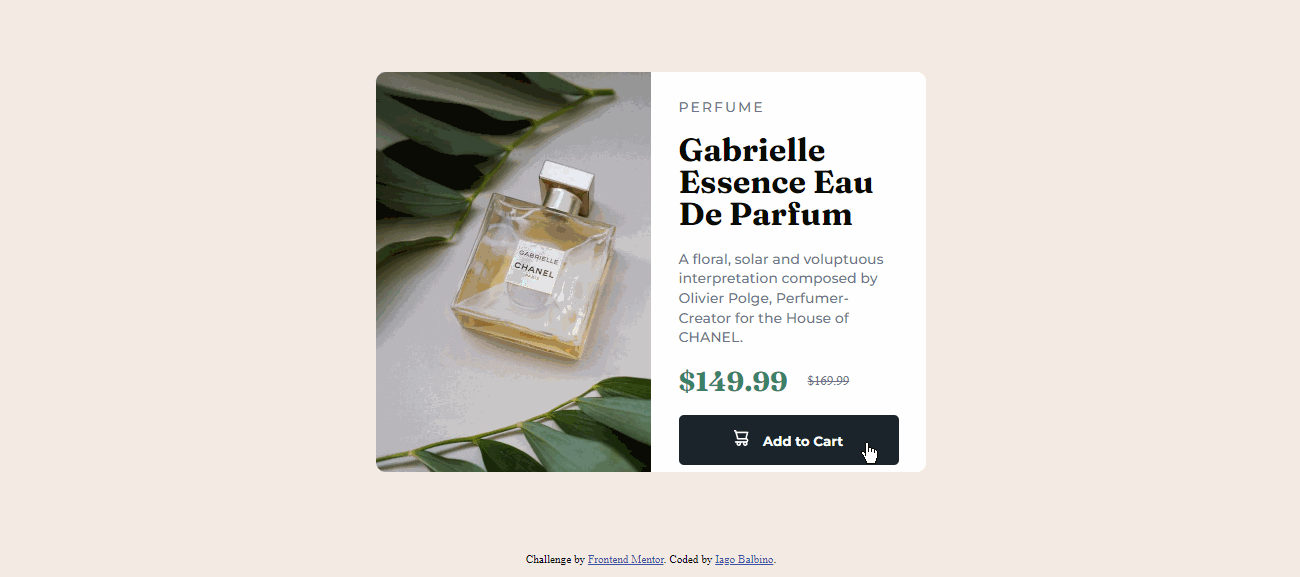 GABRIELLE
CHANEL
PARIS
PERFUME
Gabrielle
Essence Eau
De Parfum
A floral, solar and voluptuous
interpretation composed by
Olivier Polge, Perfumer-
Creator for the House of
CHANEL.
$149.99 $169.99
Add to Cart
Challenge by Frontend Mentor. Coded by Iago Balbino.